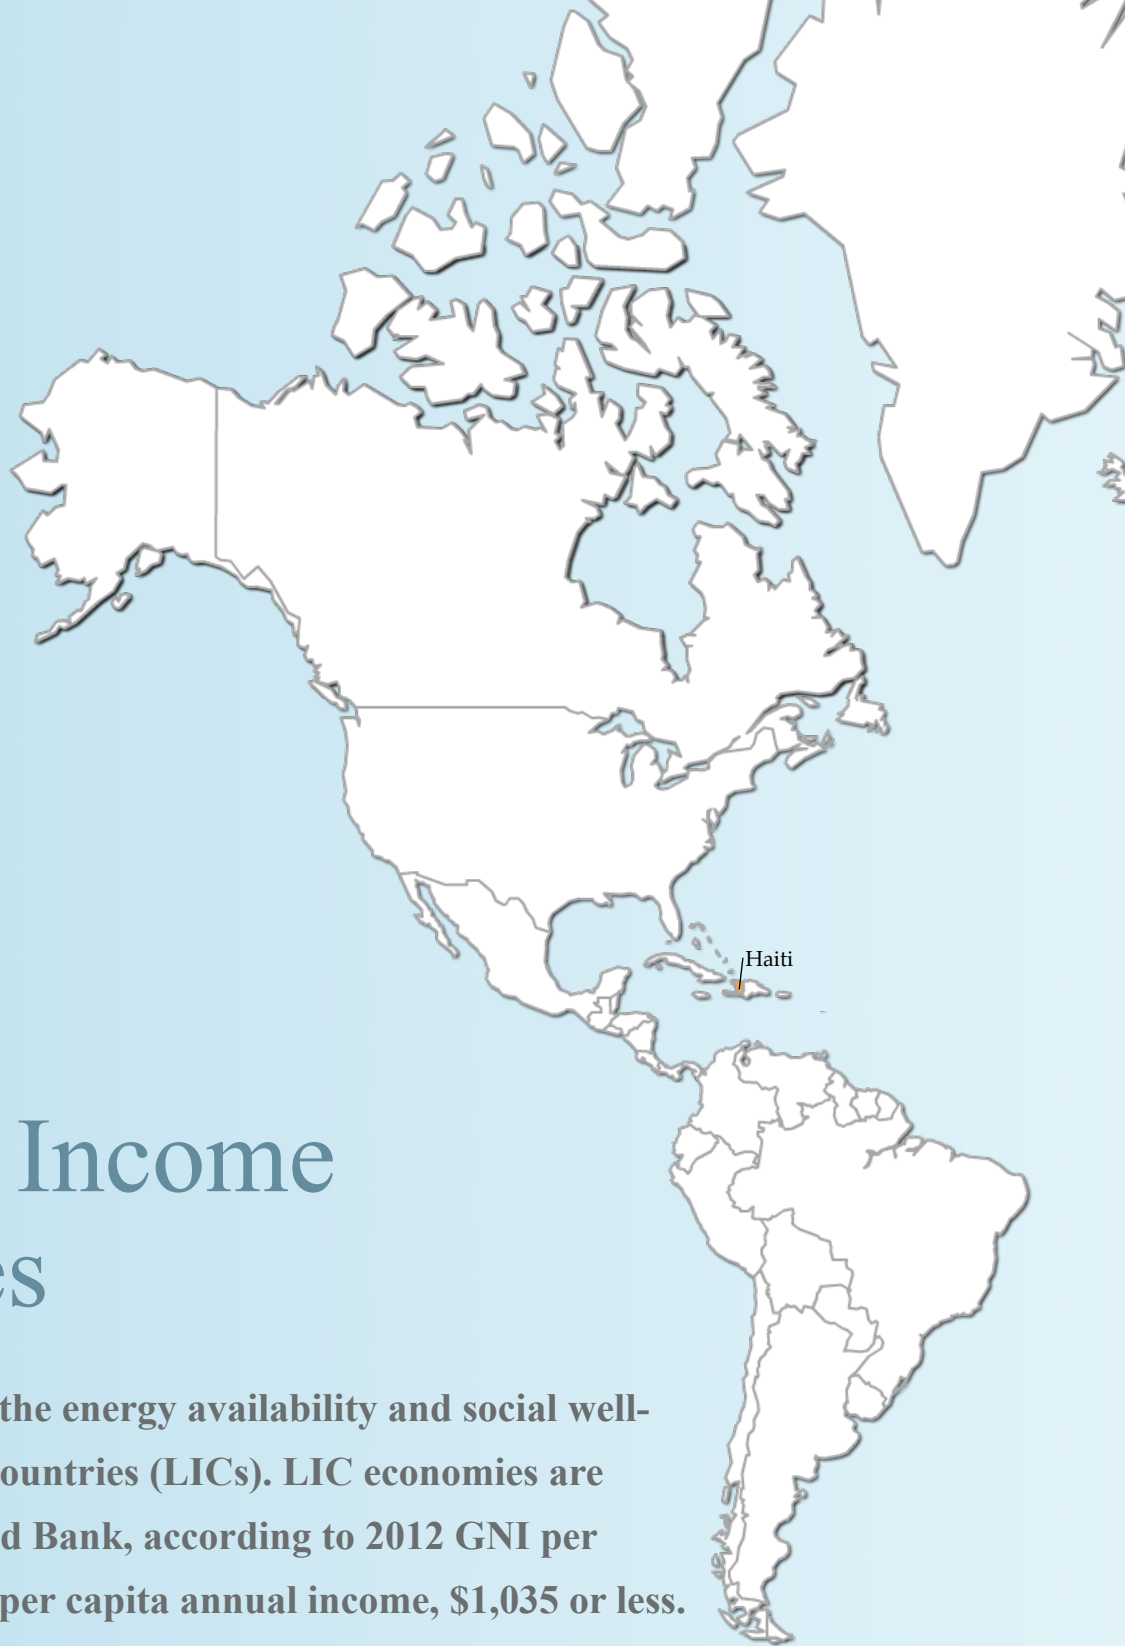 Haiti
Income
es
the energy availability and social well-
ountries (LICs). LIC economies are
d Bank, according to 2012 GNI per
per capita annual income, $1,035 or less.